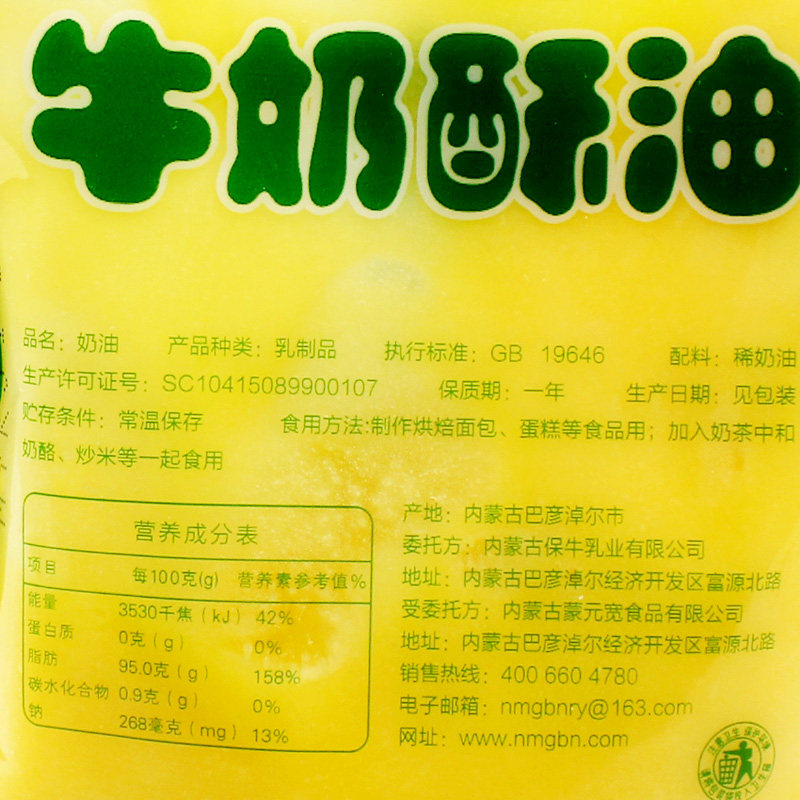 牛奶酥油
品名：奶油 产品种类：乳制品 执行标准：GB 19646 配料：稀奶油
生产许可证号：SC10415089900107 保质期：一年 生产日期：见包装
贮存条件：常温保存 食用方法:制作烘焙面包、蛋糕等食品用；加入奶茶中和
奶酪、炒米等一起食用
营养成分表
项目 每100克(g) 营养素参考值%
能量 3530千焦（kJ） 42%
蛋白质 0克（g） 0%
脂肪 95.0克（g） 158%
碳水化合物 0.9克（g） 0%
钠 268毫克（mg） 13%
产地：内蒙古巴彦淖尔市
委托方：内蒙古保牛乳业有限公司
地址：内蒙古巴彦淖尔经济开发区富源北路
受委托方：内蒙古蒙元宽食品有限公司
地址：内蒙古巴彦淖尔经济开发区富源北路
销售热线：400 660 4780
电子邮箱：nmgbnry@163.com
网址：www.nmgbn.com